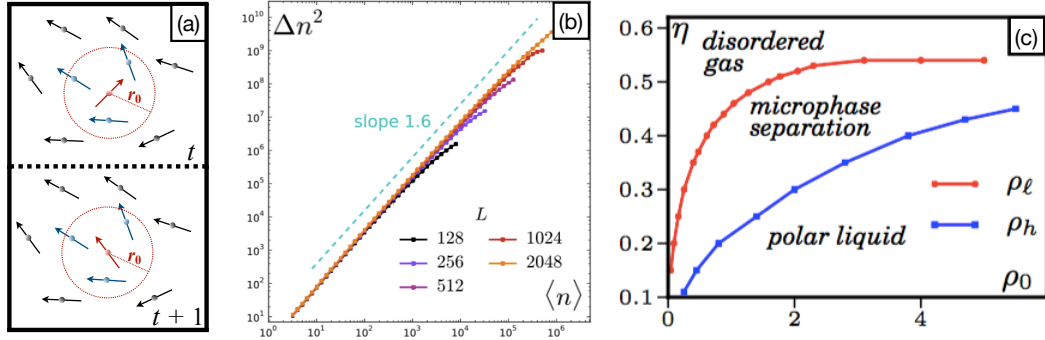 (a)
r₀
t
r₀
t + 1
(b)
Δn²
10¹⁰
10⁹
10⁸
10⁷
10⁶
10⁵
10⁴
10³
10²
10¹
slope 1.6
L
128
256
512
1024
2048
⟨n⟩
10⁰ 10¹ 10² 10³ 10⁴ 10⁵ 10⁶
(c)
η
0.6
0.5
0.4
0.3
0.2
0.1
disordered
gas
microphase
separation
polar liquid
ρℓ
ρh
ρ₀
0 2 4